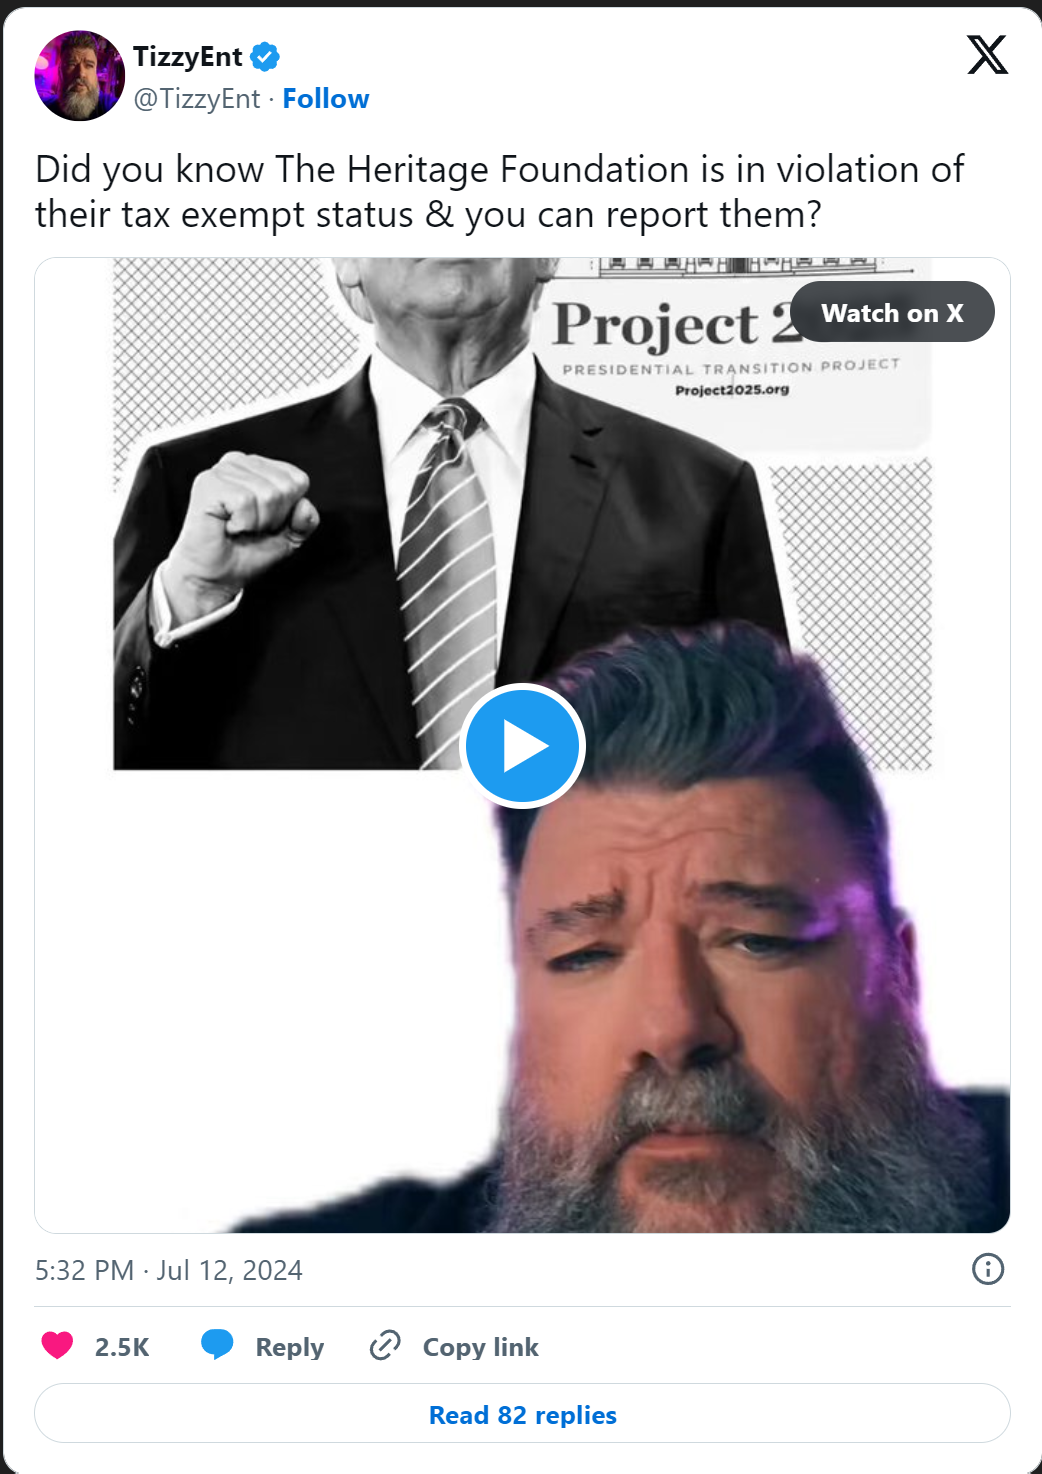 TizzyEnt
@TizzyEnt · Follow
Did you know The Heritage Foundation is in violation of
their tax exempt status & you can report them?
Watch on X
Project 2
PRESIDENTIAL TRANSITION PROJECT
Project2025.org
5:32 PM · Jul 12, 2024
2.5K Reply Copy link
Read 82 replies